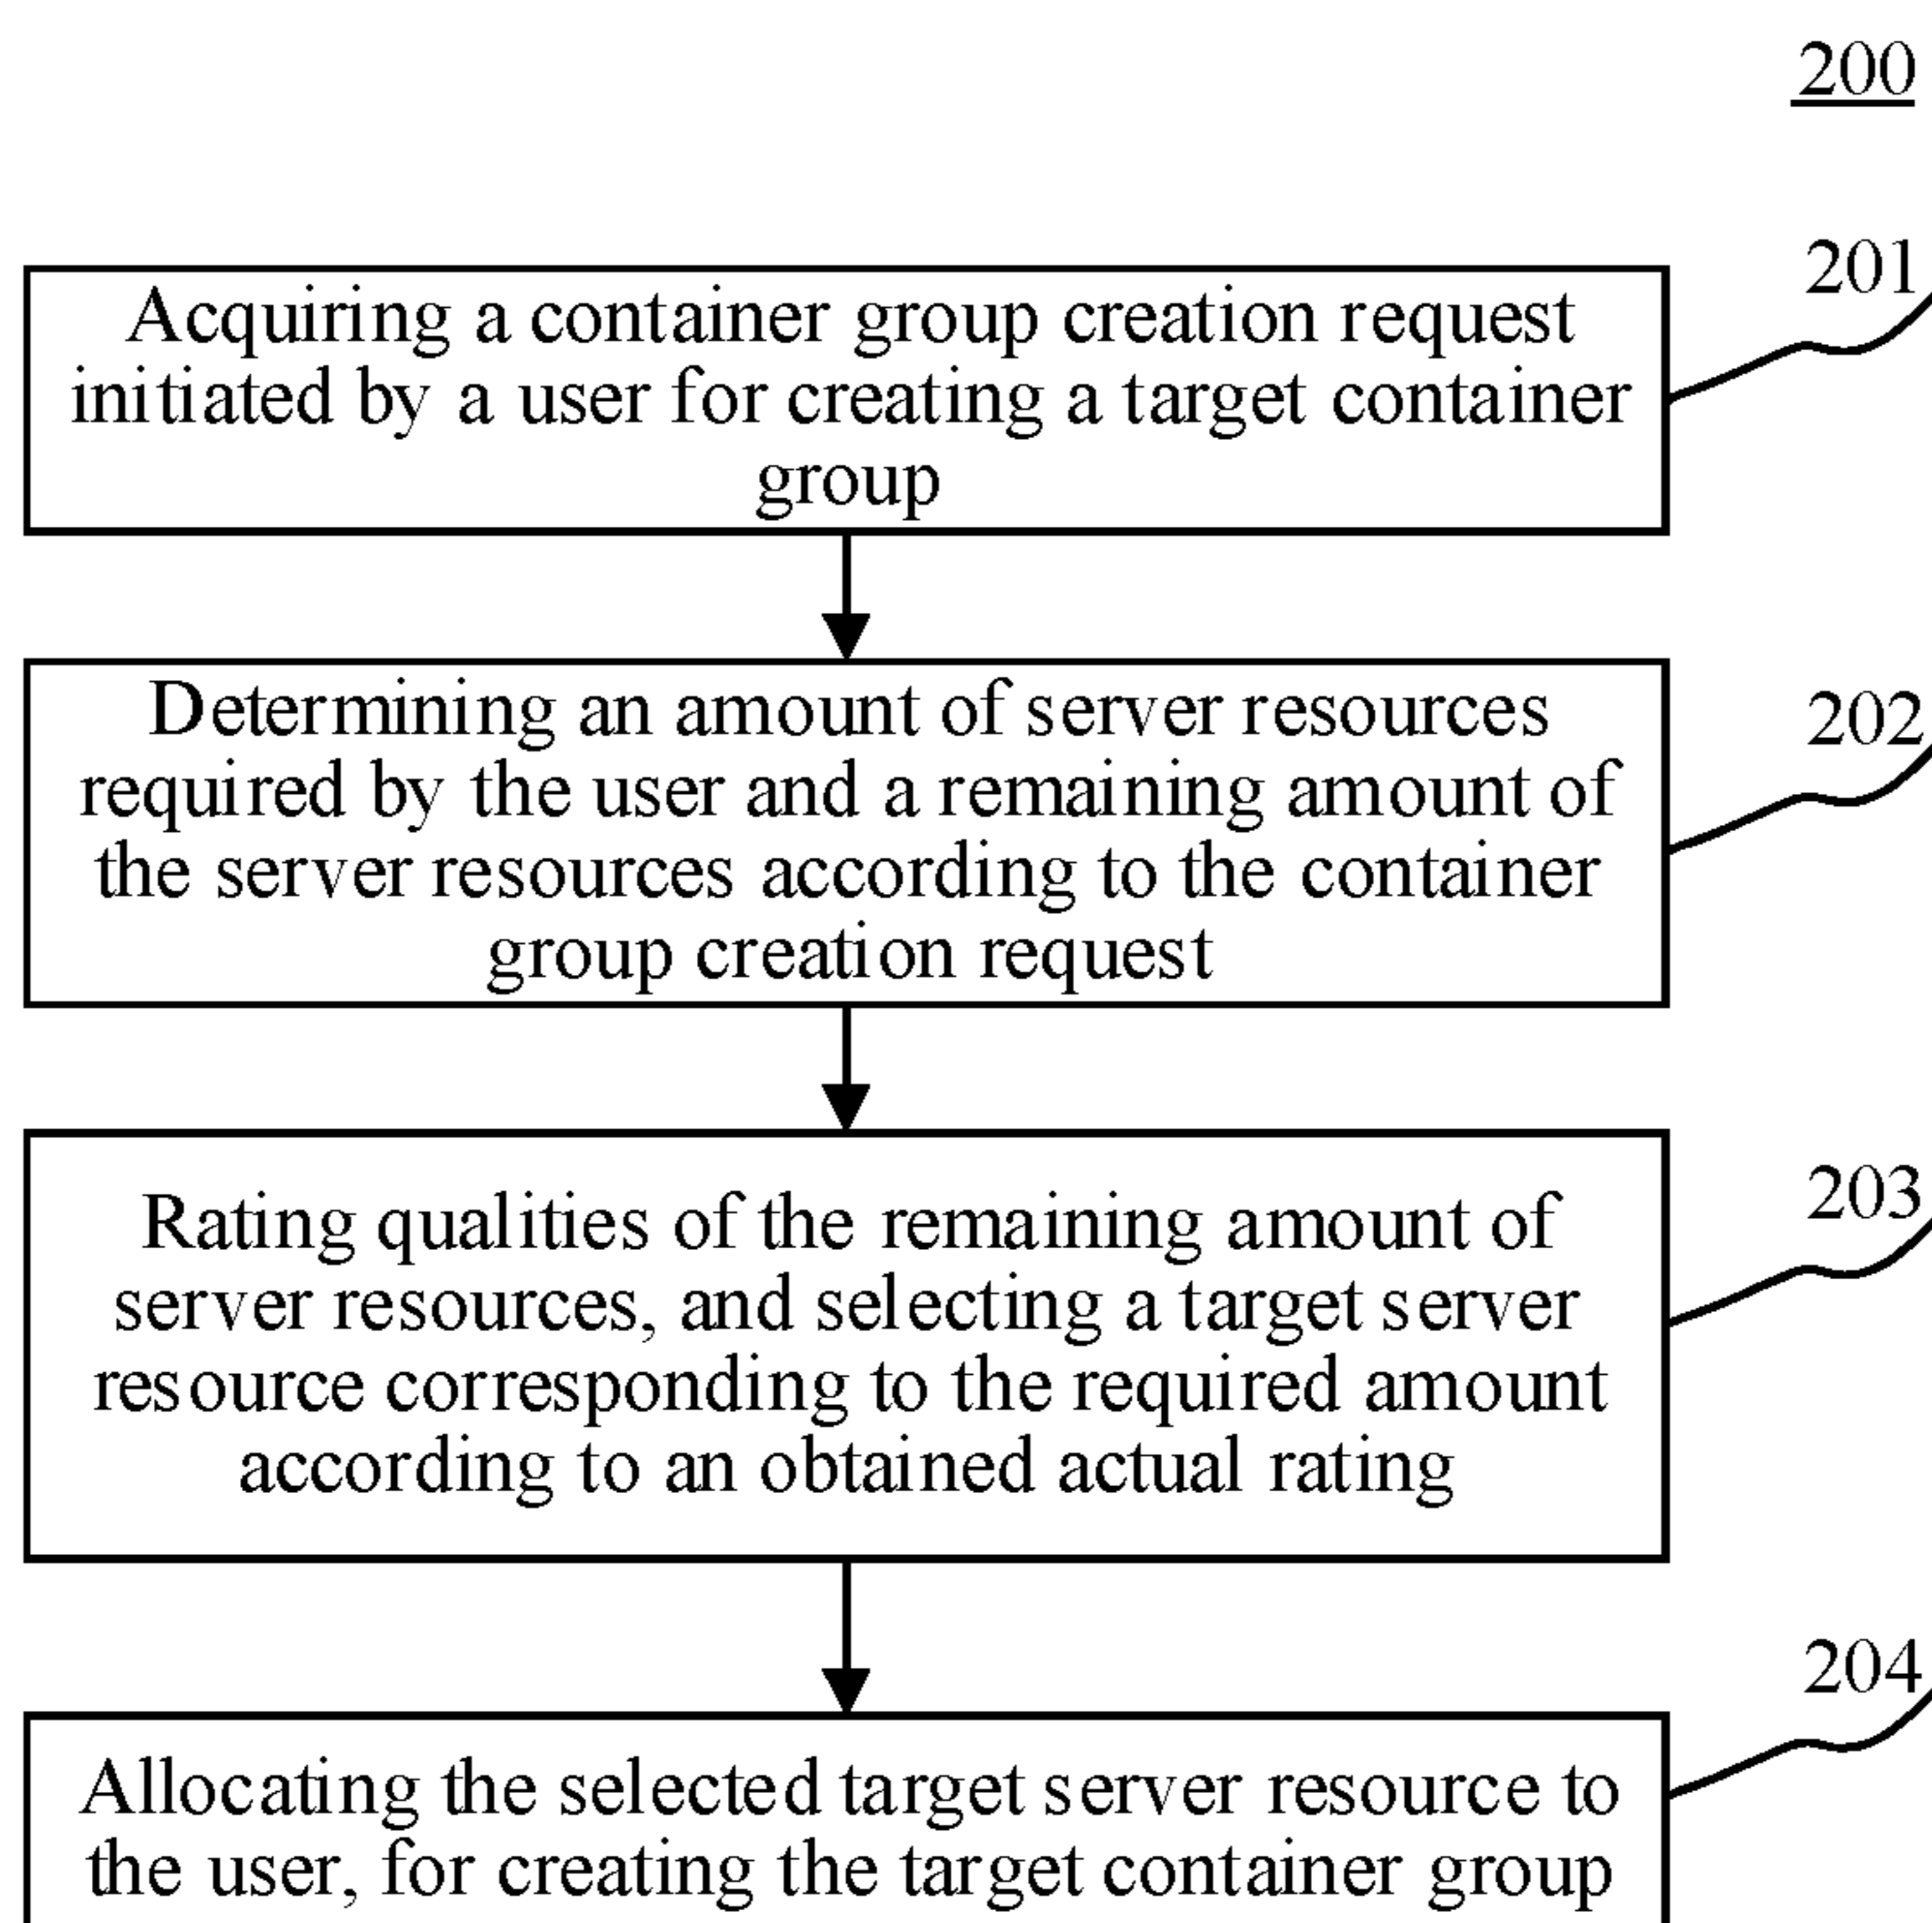 200
201
Acquiring a container group creation request
initiated by a user for creating a target container
group
202
Determining an amount of server resources
required by the user and a remaining amount of
the server resources according to the container
group creation request
203
Rating qualities of the remaining amount of
server resources, and selecting a target server
resource corresponding to the required amount
according to an obtained actual rating
204
Allocating the selected target server resource to
the user, for creating the target container group